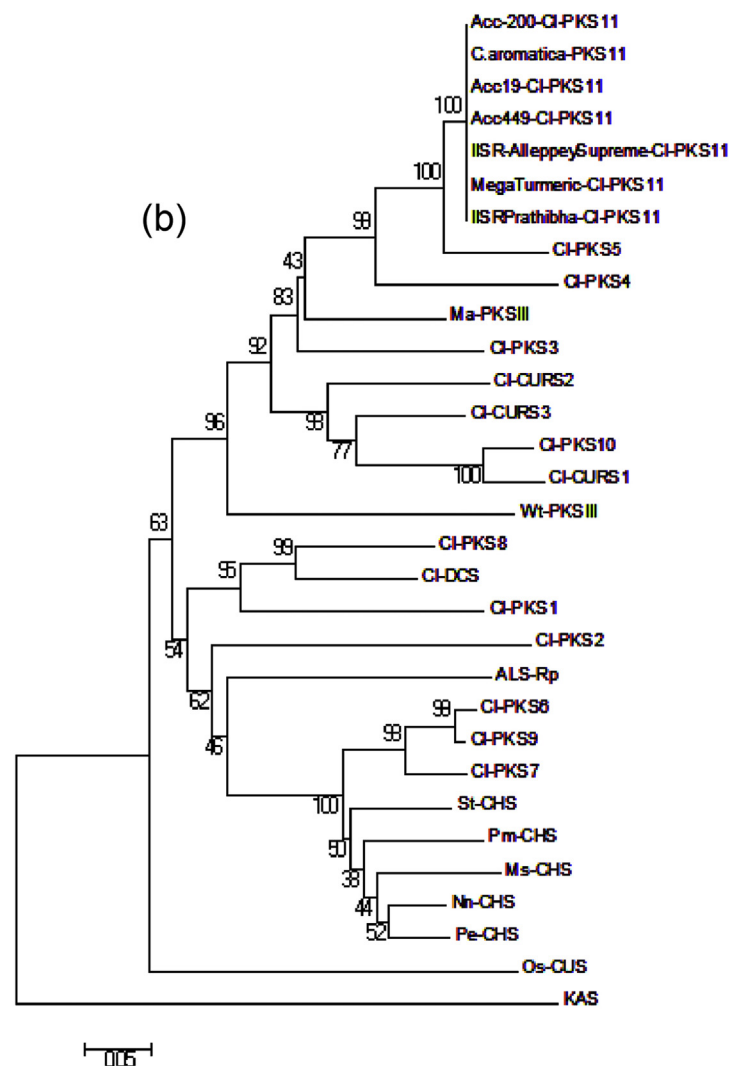 Acc-200-Cl-PKS11
C.aromatica-PKS11
Acc19-Cl-PKS11
100
Acc449-Cl-PKS11
IISR-AlleppeySupreme-Cl-PKS11
100
MegaTurmeric-Cl-PKS11
(b)
IISRPrathibha-Cl-PKS11
99
Cl-PKS5
43
Cl-PKS4
83
Ma-PKSIII
92
Cl-PKS3
Cl-CURS2
96
93
Cl-CURS3
77
Cl-PKS10
100
Cl-CURS1
63
Wt-PKSIII
99
Cl-PKS8
95
Cl-DCS
Cl-PKS1
54
Cl-PKS2
62
ALS-Rp
98
Cl-PKS6
46
93
Cl-PKS9
Cl-PKS7
100
St-CHS
50
Pm-CHS
38
Ms-CHS
44
Nn-CHS
52
Pe-CHS
Os-CUS
KAS
0.05